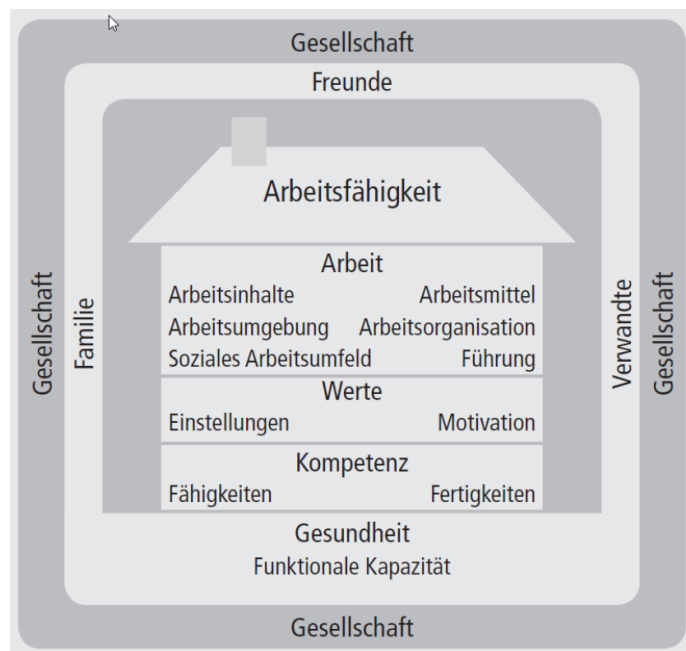 Gesellschaft
Freunde
Arbeitsfähigkeit
Arbeit
Arbeitsinhalte Arbeitsmittel
Arbeitsumgebung Arbeitsorganisation
Soziales Arbeitsumfeld Führung
Werte
Einstellungen Motivation
Kompetenz
Fähigkeiten Fertigkeiten
Gesundheit
Funktionale Kapazität
Gesellschaft
Familie
Verwandte
Gesellschaft
Gesellschaft